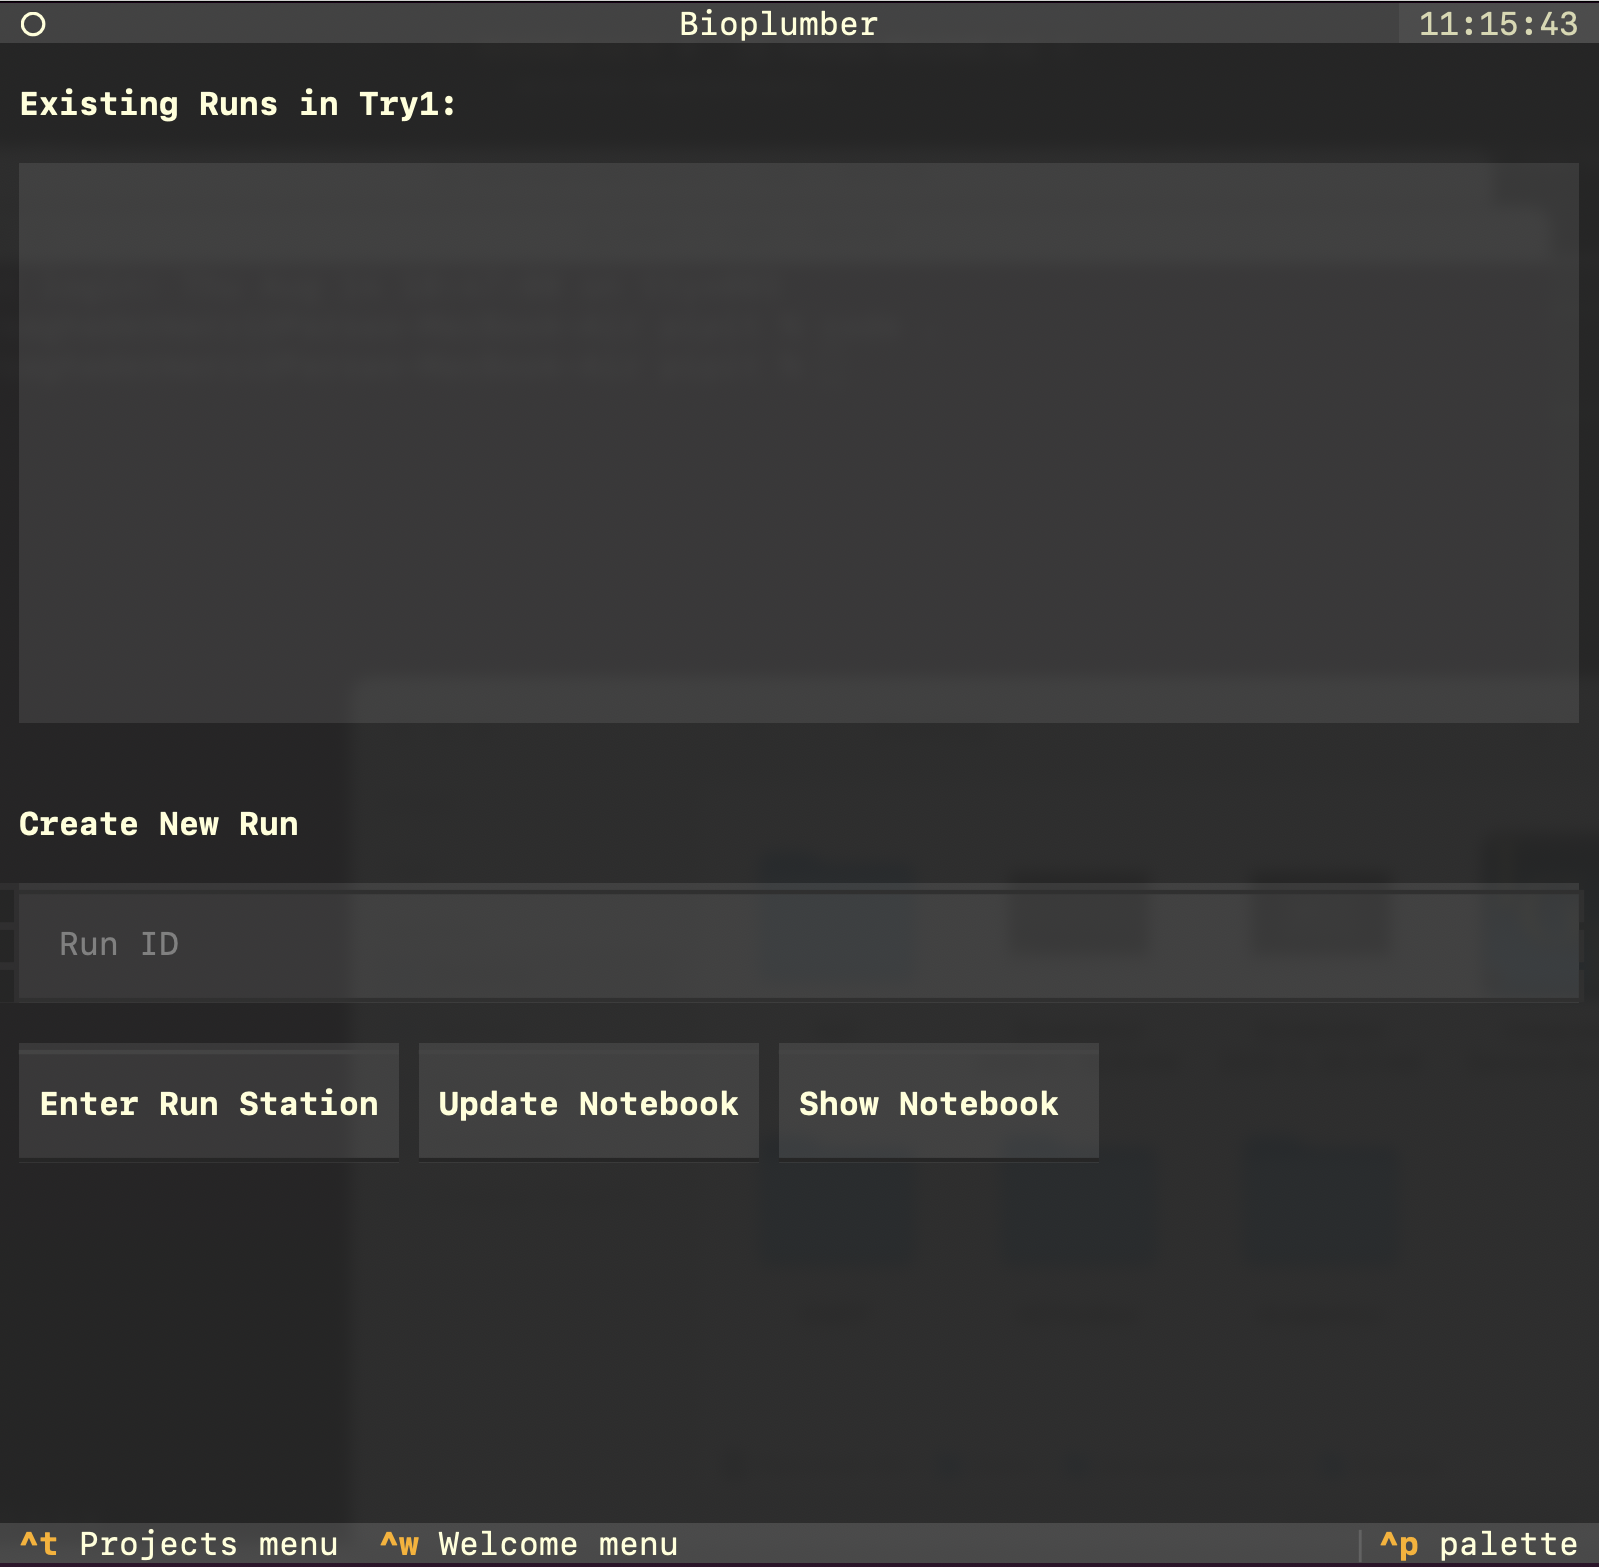 Bioplumber 11:15:43
Existing Runs in Try1:
Create New Run
Run ID
Enter Run Station Update Notebook Show Notebook
^t Projects menu ^w Welcome menu ^p palette